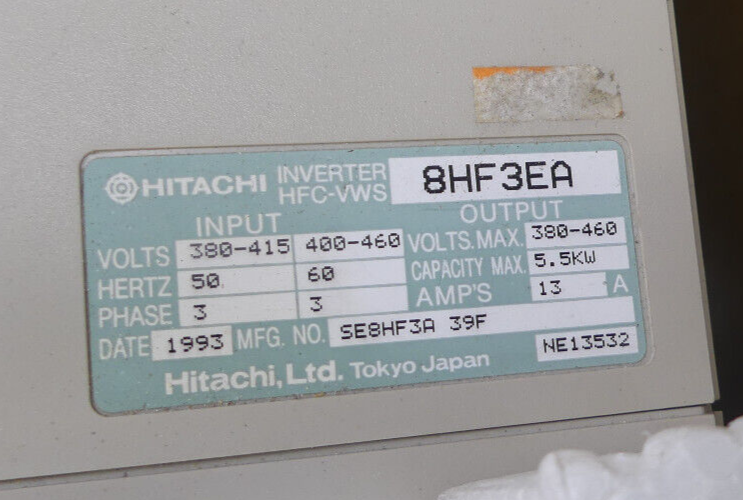 HITACHI INVERTER HFC-VWS 8HF3EA
INPUT OUTPUT
VOLTS 380-415 400-460 VOLTS.MAX. 380-460
HERTZ 50 60 CAPACITY MAX. 5.5KW
PHASE 3 3 AMP'S 13 A
DATE 1993 MFG. NO. SE8HF3A 39F
Hitachi, Ltd. Tokyo Japan NE13532